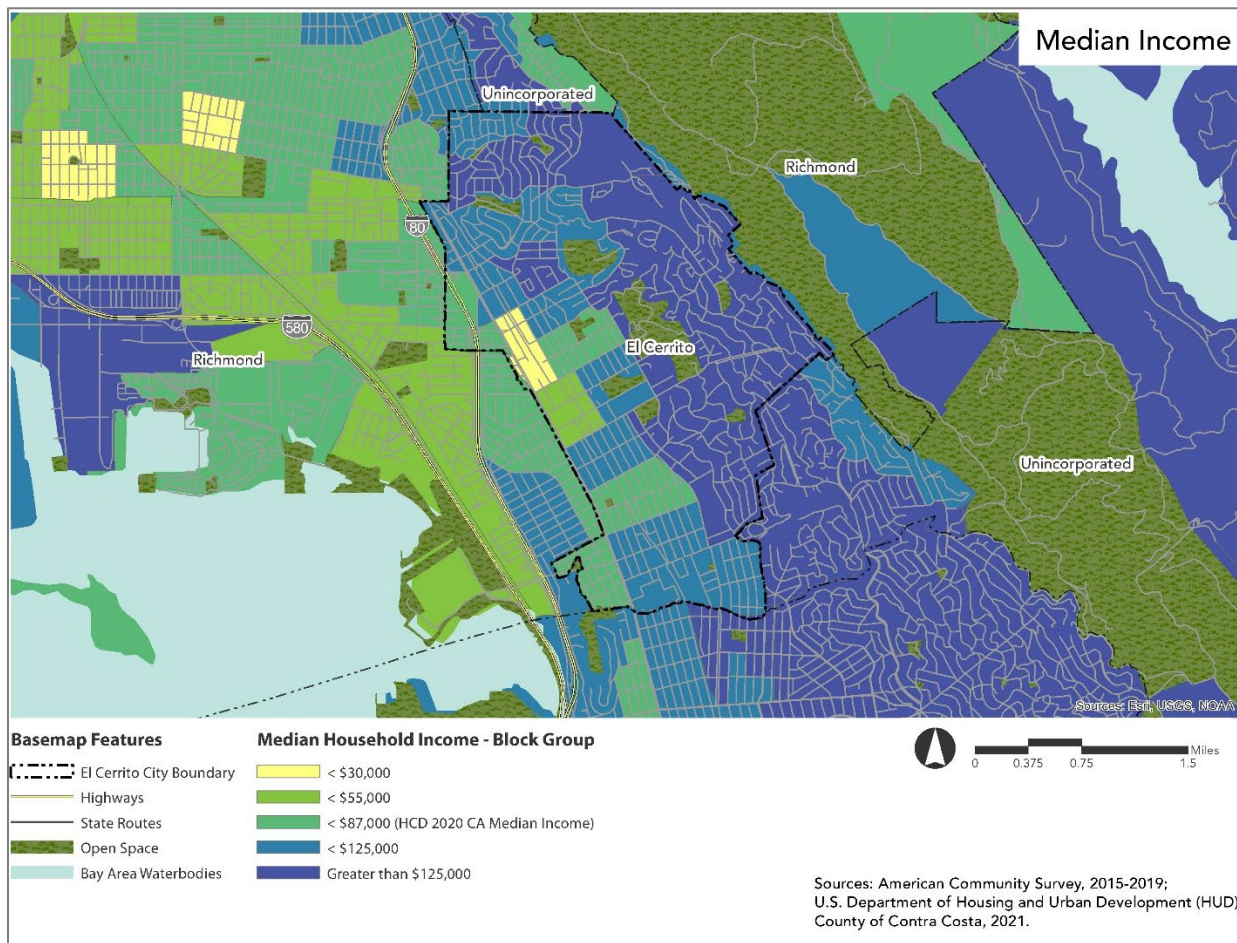 Median Income
Unincorporated
Richmond
80
580
Richmond
El Cerrito
Unincorporated
Sources: Esri, USGS, NOAA
Basemap Features
El Cerrito City Boundary
Highways
State Routes
Open Space
Bay Area Waterbodies
Median Household Income - Block Group
< $30,000
< $55,000
< $87,000 (HCD 2020 CA Median Income)
< $125,000
Greater than $125,000
Miles
0 0.375 0.75 1.5
Sources: American Community Survey, 2015-2019;
U.S. Department of Housing and Urban Development (HUD)
County of Contra Costa, 2021.